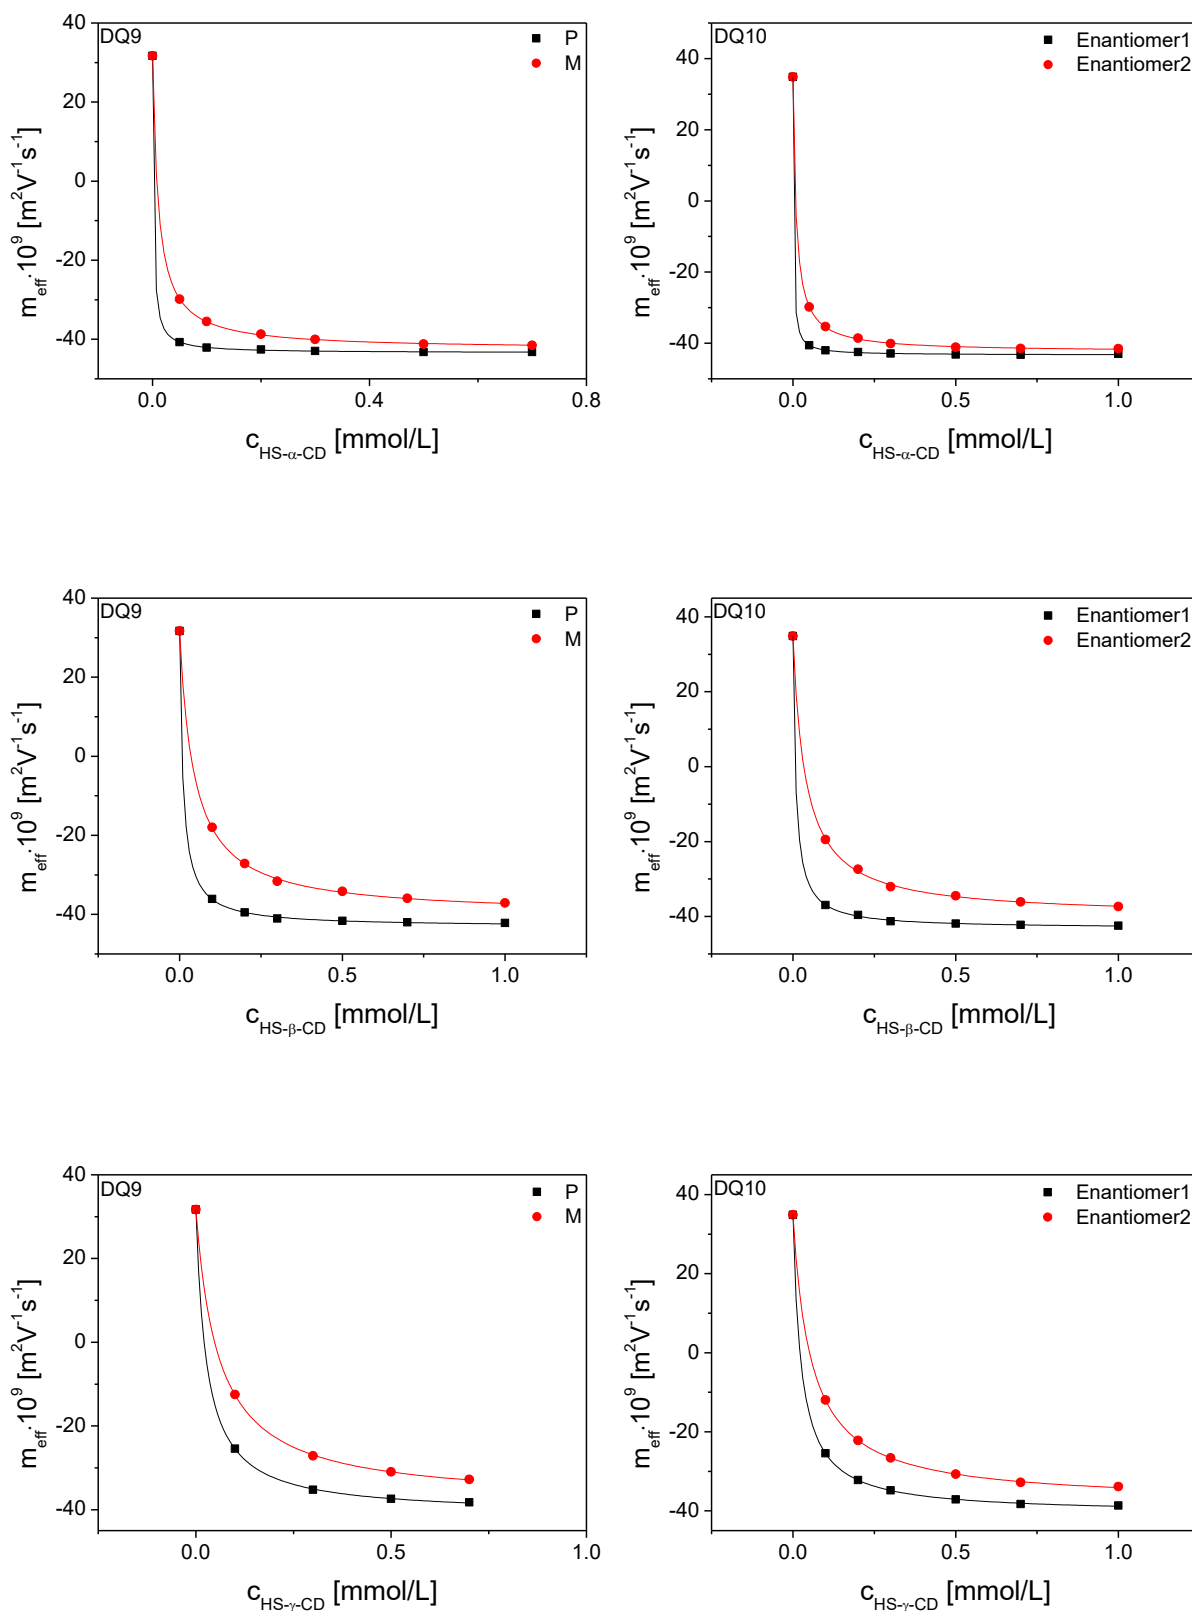 DQ9
P
M
40
20
0
-20
-40
m_eff·10^9 [m^2V^-1s^-1]
0.0 0.4 0.8
c_HS-α-CD [mmol/L]
DQ10
Enantiomer1
Enantiomer2
40
20
0
-20
-40
m_eff·10^9 [m^2V^-1s^-1]
0.0 0.5 1.0
c_HS-α-CD [mmol/L]
DQ9
P
M
40
20
0
-20
-40
m_eff·10^9 [m^2V^-1s^-1]
0.0 0.5 1.0
c_HS-β-CD [mmol/L]
DQ10
Enantiomer1
Enantiomer2
40
20
0
-20
-40
m_eff·10^9 [m^2V^-1s^-1]
0.0 0.5 1.0
c_HS-β-CD [mmol/L]
DQ9
P
M
40
20
0
-20
-40
m_eff·10^9 [m^2V^-1s^-1]
0.0 0.5 1.0
c_HS-γ-CD [mmol/L]
DQ10
Enantiomer1
Enantiomer2
40
20
0
-20
-40
m_eff·10^9 [m^2V^-1s^-1]
0.0 0.5 1.0
c_HS-γ-CD [mmol/L]